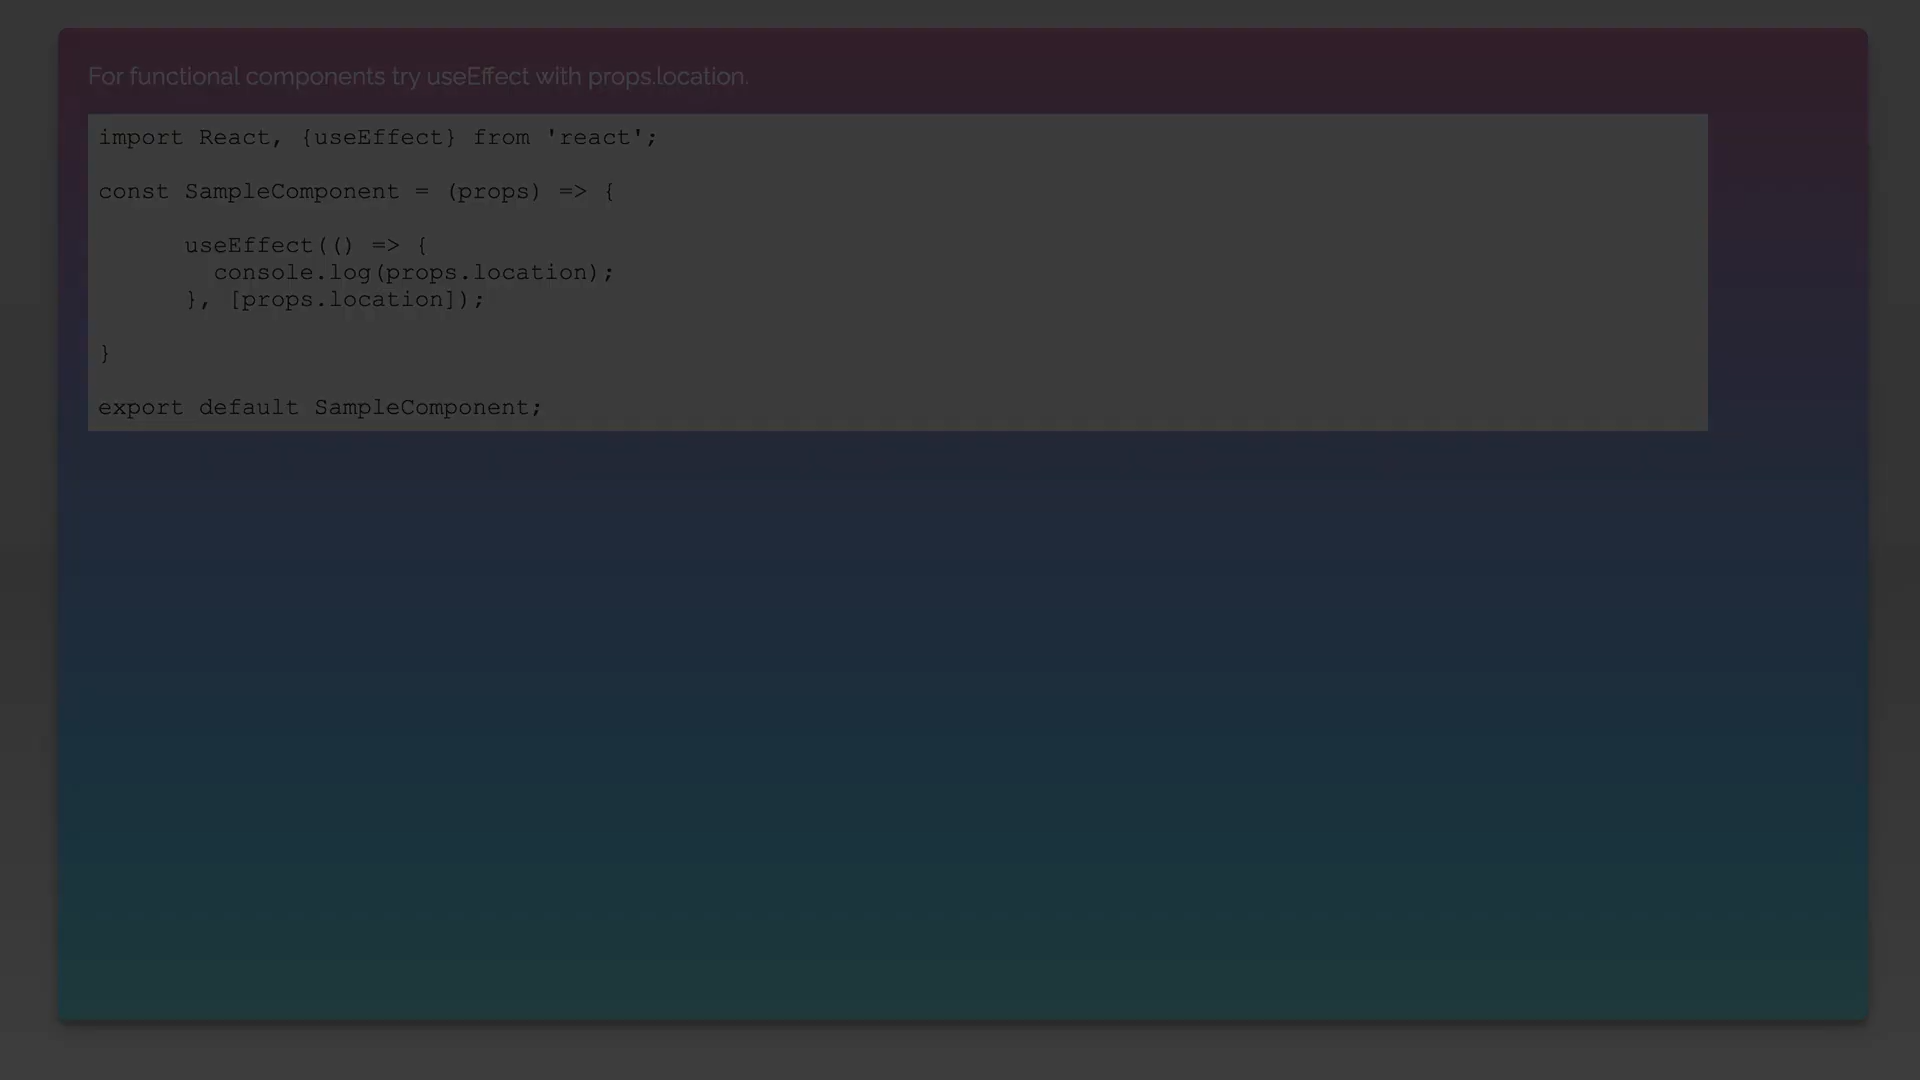 For functional components try useEffect with props.location.
import React, {useEffect} from 'react';
const SampleComponent = (props) => {
useEffect(() => {
console.log(props.location);
}, [props.location]);
}
export default SampleComponent;